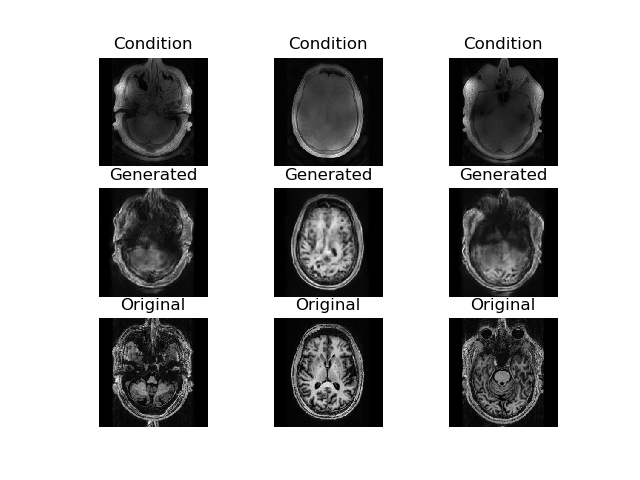 Condition Condition Condition
Generated Generated Generated
Original Original Original